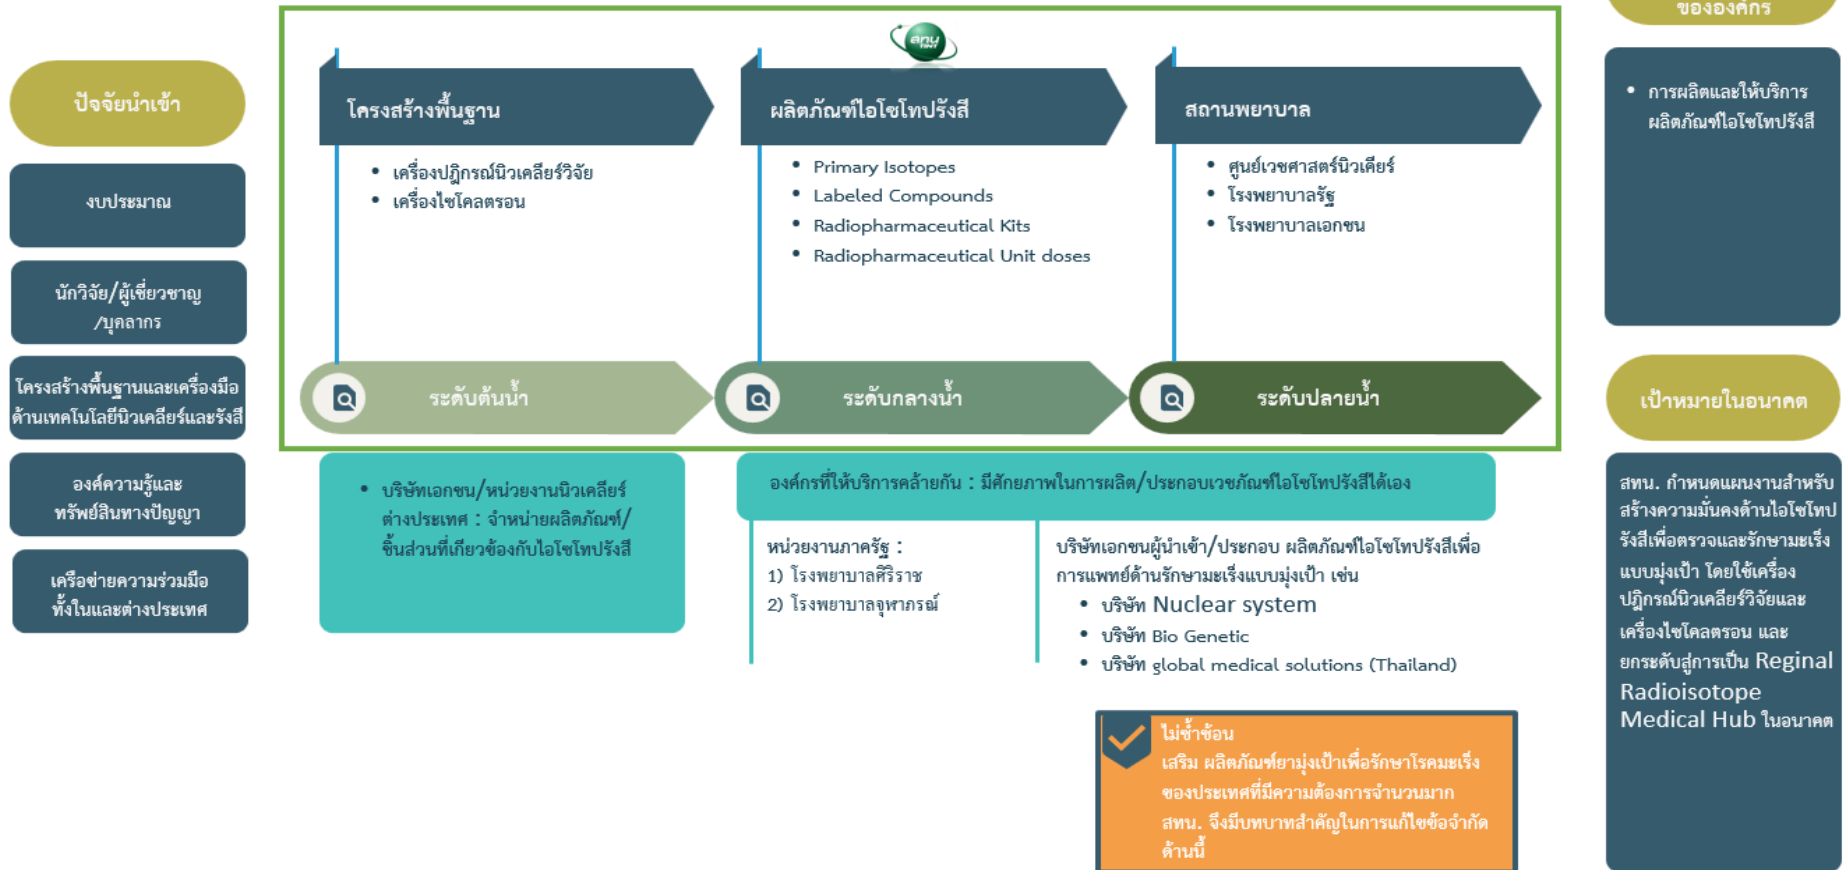 ปัจจัยนำเข้า
งบประมาณ
นักวิจัย/ผู้เชี่ยวชาญ
/บุคลากร
โครงสร้างพื้นฐานและเครื่องมือ
ด้านเทคโนโลยีนิวเคลียร์และรังสี
องค์ความรู้และ
ทรัพย์สินทางปัญญา
เครือข่ายความร่วมมือ
ทั้งในและต่างประเทศ
สทน
TINT
โครงสร้างพื้นฐาน
• เครื่องปฏิกรณ์นิวเคลียร์วิจัย
• เครื่องไซโคลตรอน
ผลิตภัณฑ์ไอโซโทปรังสี
• Primary Isotopes
• Labeled Compounds
• Radiopharmaceutical Kits
• Radiopharmaceutical Unit doses
สถานพยาบาล
• ศูนย์เวชศาสตร์นิวเคียร์
• โรงพยาบาลรัฐ
• โรงพยาบาลเอกชน
ระดับต้นน้ำ
ระดับกลางน้ำ
ระดับปลายน้ำ
• บริษัทเอกชน/หน่วยงานนิวเคลียร์
ต่างประเทศ : จำหน่ายผลิตภัณฑ์/
ชิ้นส่วนที่เกี่ยวข้องกับไอโซโทปรังสี
องค์กรที่ให้บริการคล้ายกัน : มีศักยภาพในการผลิต/ประกอบเวชภัณฑ์ไอโซโทปรังสีได้เอง
หน่วยงานภาครัฐ :
1) โรงพยาบาลศิริราช
2) โรงพยาบาลจุฬาภรณ์
บริษัทเอกชนผู้นำเข้า/ประกอบ ผลิตภัณฑ์ไอโซโทปรังสีเพื่อ
การแพทย์ด้านรักษามะเร็งแบบมุ่งเป้า เช่น
• บริษัท Nuclear system
• บริษัท Bio Genetic
• บริษัท global medical solutions (Thailand)
ไม่ซ้ำซ้อน
เสริม ผลิตภัณฑ์ยามุ่งเป้าเพื่อรักษาโรคมะเร็ง
ของประเทศที่มีความต้องการจำนวนมาก
สทน. จึงมีบทบาทสำคัญในการแก้ไขข้อจำกัด
ด้านนี้
ขององค์กร
• การผลิตและให้บริการ
ผลิตภัณฑ์ไอโซโทปรังสี
เป้าหมายในอนาคต
สทน. กำหนดแผนงานสำหรับ
สร้างความมั่นคงด้านไอโซโทป
รังสีเพื่อตรวจและรักษามะเร็ง
แบบมุ่งเป้า โดยใช้เครื่อง
ปฏิกรณ์นิวเคลียร์วิจัยและ
เครื่องไซโคลตรอน และ
ยกระดับสู่การเป็น Reginal
Radioisotope
Medical Hub ในอนาคต